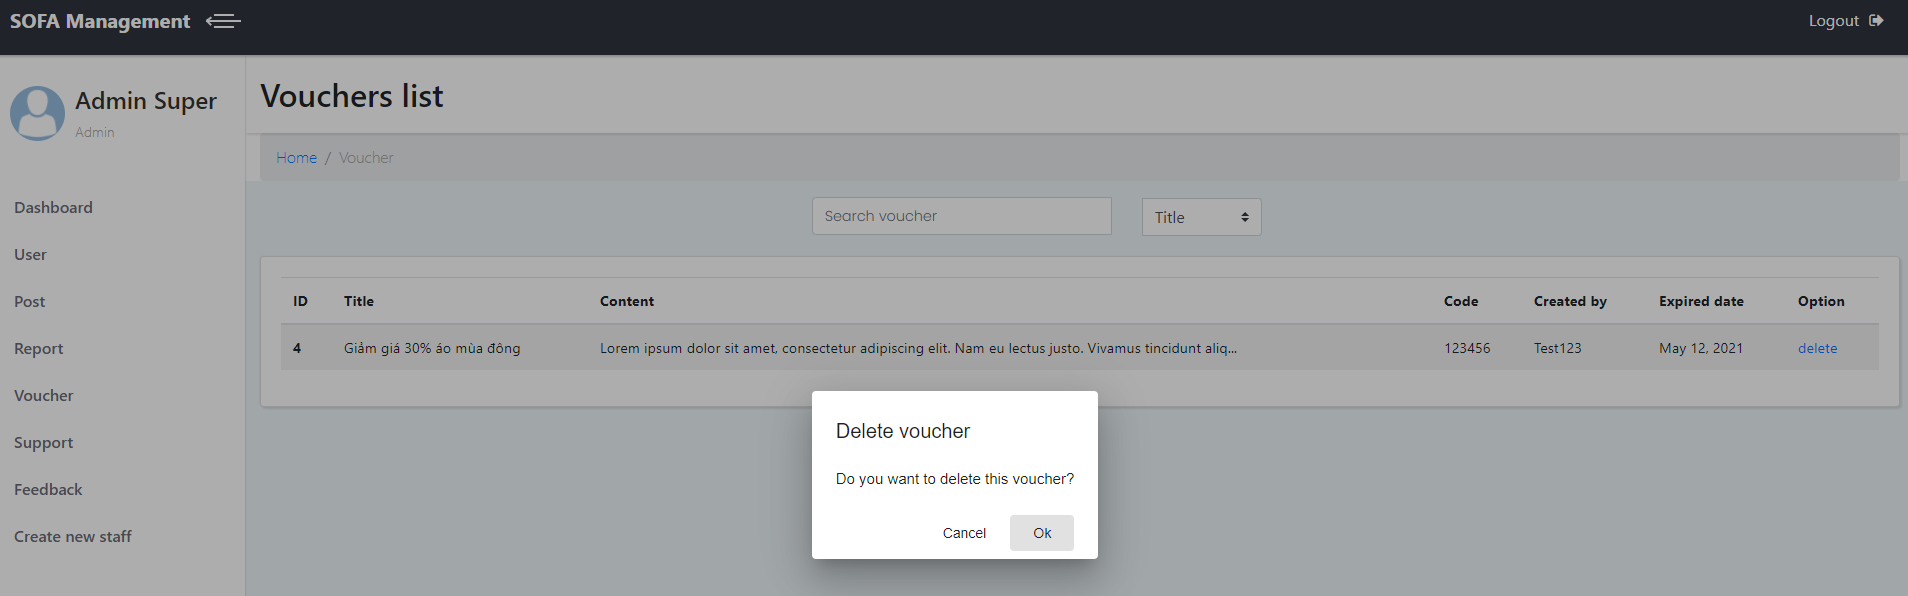 SOFA Management
Logout
Admin Super
Admin
Dashboard
User
Post
Report
Voucher
Support
Feedback
Create new staff
Vouchers list
Home / Voucher
Search voucher
Title
ID Title Content Code Created by Expired date Option
4 Giảm giá 30% áo mùa đông Lorem ipsum dolor sit amet, consectetur adipiscing elit. Nam eu lectus justo. Vivamus tincidunt aliq... 123456 Test123 May 12, 2021 delete
Delete voucher
Do you want to delete this voucher?
Cancel Ok